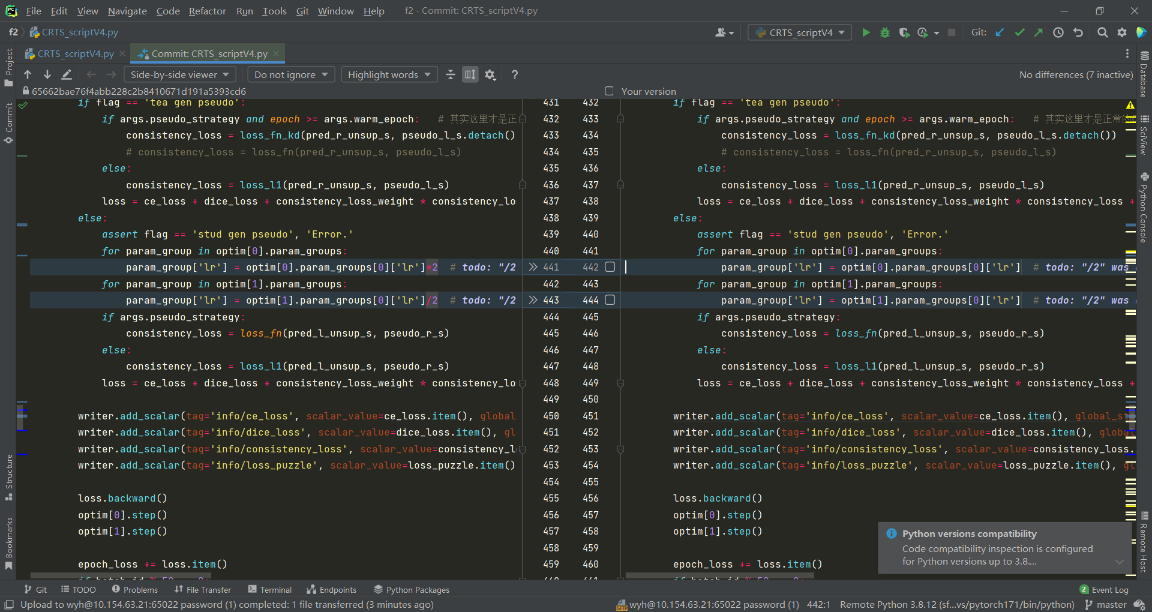 File Edit View Navigate Code Refactor Run Tools Git Window Help f2 - Commit: CRTS_scriptV4.py
f2 CRTS_scriptV4.py CRTS_scriptV4 Git:
CRTS_scriptV4.py Commit: CRTS_scriptV4.py
Side-by-side viewer Do not ignore Highlight words ? No differences (7 inactive)
65662bae76f4abb228c2b8410671d191a5393cd6 Your version
if flag == 'tea gen pseudo': 431 432 if flag == 'tea gen pseudo':
if args.pseudo_strategy and epoch >= args.warm_epoch: # 其实这里才是正 432 433 if args.pseudo_strategy and epoch >= args.warm_epoch: # 其实这里才是正常
consistency_loss = loss_fn_kd(pred_r_unsup_s, pseudo_l_s.detach() 433 434 consistency_loss = loss_fn_kd(pred_r_unsup_s, pseudo_l_s.detach())
# consistency_loss = loss_fn(pred_r_unsup_s, pseudo_l_s) 434 435 # consistency_loss = loss_fn(pred_r_unsup_s, pseudo_l_s)
else: 435 436 else:
consistency_loss = loss_l1(pred_r_unsup_s, pseudo_l_s) 436 437 consistency_loss = loss_l1(pred_r_unsup_s, pseudo_l_s)
loss = ce_loss + dice_loss + consistency_loss_weight * consistency_lo 437 438 loss = ce_loss + dice_loss + consistency_loss_weight * consistency_loss +
else: 438 439 else:
assert flag == 'stud gen pseudo', 'Error.' 439 440 assert flag == 'stud gen pseudo', 'Error.'
for param_group in optim[0].param_groups: 440 441 for param_group in optim[0].param_groups:
param_group['lr'] = optim[0].param_groups[0]['lr']*2 # todo: "/2 441 442 param_group['lr'] = optim[0].param_groups[0]['lr'] # todo: "/2" was
for param_group in optim[1].param_groups: 442 443 for param_group in optim[1].param_groups:
param_group['lr'] = optim[1].param_groups[0]['lr']/2 # todo: "/2 443 444 param_group['lr'] = optim[1].param_groups[0]['lr'] # todo: "/2" was
if args.pseudo_strategy: 444 445 if args.pseudo_strategy:
consistency_loss = loss_fn(pred_l_unsup_s, pseudo_r_s) 445 446 consistency_loss = loss_fn(pred_l_unsup_s, pseudo_r_s)
else: 446 447 else:
consistency_loss = loss_l1(pred_l_unsup_s, pseudo_r_s) 447 448 consistency_loss = loss_l1(pred_l_unsup_s, pseudo_r_s)
loss = ce_loss + dice_loss + consistency_loss_weight * consistency_lo 448 449 loss = ce_loss + dice_loss + consistency_loss_weight * consistency_loss +
449 450
writer.add_scalar(tag='info/ce_loss', scalar_value=ce_loss.item(), global 450 451 writer.add_scalar(tag='info/ce_loss', scalar_value=ce_loss.item(), global_s
writer.add_scalar(tag='info/dice_loss', scalar_value=dice_loss.item(), gl 451 452 writer.add_scalar(tag='info/dice_loss', scalar_value=dice_loss.item(), globa
writer.add_scalar(tag='info/consistency_loss', scalar_value=consistency_l 452 453 writer.add_scalar(tag='info/consistency_loss', scalar_value=consistency_loss
writer.add_scalar(tag='info/loss_puzzle', scalar_value=loss_puzzle.item() 453 454 writer.add_scalar(tag='info/loss_puzzle', scalar_value=loss_puzzle.item(), gl
454 455
loss.backward() 455 456 loss.backward()
optim[0].step() 456 457 optim[0].step()
optim[1].step() 457 458 optim[1].step()
458 459
epoch_loss += loss.item() 459 460 epoch_loss += loss.item()
Python versions compatibility
Code compatibility inspection is configured
for Python versions up to 3.8....
Project
Commit
Structure
Bookmarks
Database
SciView
Python Console
Remote Host
Git TODO Problems File Transfer Terminal Endpoints Python Packages 2 Event Log
Upload to wyh@10.154.63.21:65022 password (1) completed: 1 file transferred (3 minutes ago) wyh@10.154.63.21:65022 password (1) 442:1 Remote Python 3.8.12 (sf...vs/pytorch171/bin/python) master